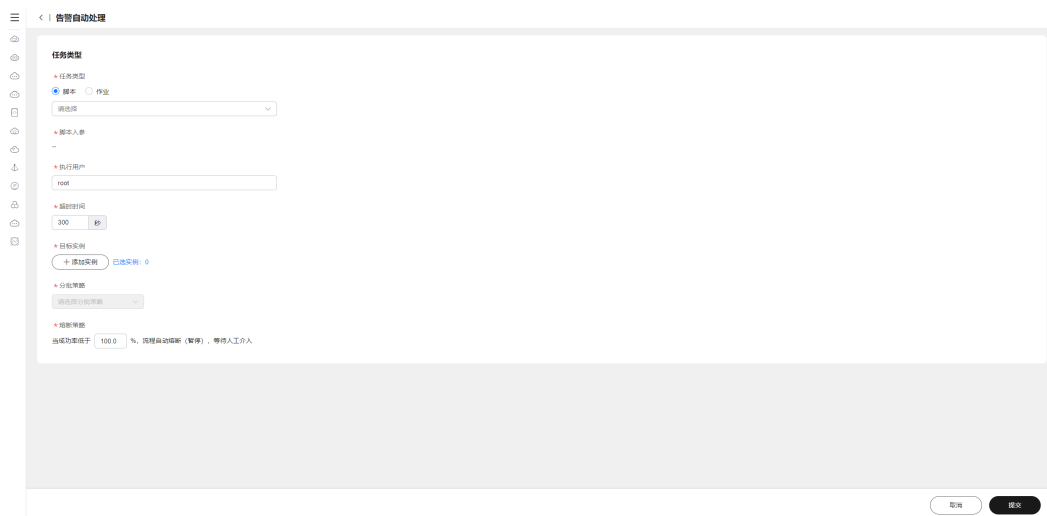 告警自动处理
任务类型
* 任务类型
脚本 作业
请选择
* 脚本入参
--
* 执行用户
root
* 超时时间
300 秒
* 目标实例
+ 添加实例 已选实例：0
* 分批策略
请选择分批策略
* 熔断策略
当成功率低于 100.0 %，流程自动熔断（暂停），等待人工介入
取消 提交